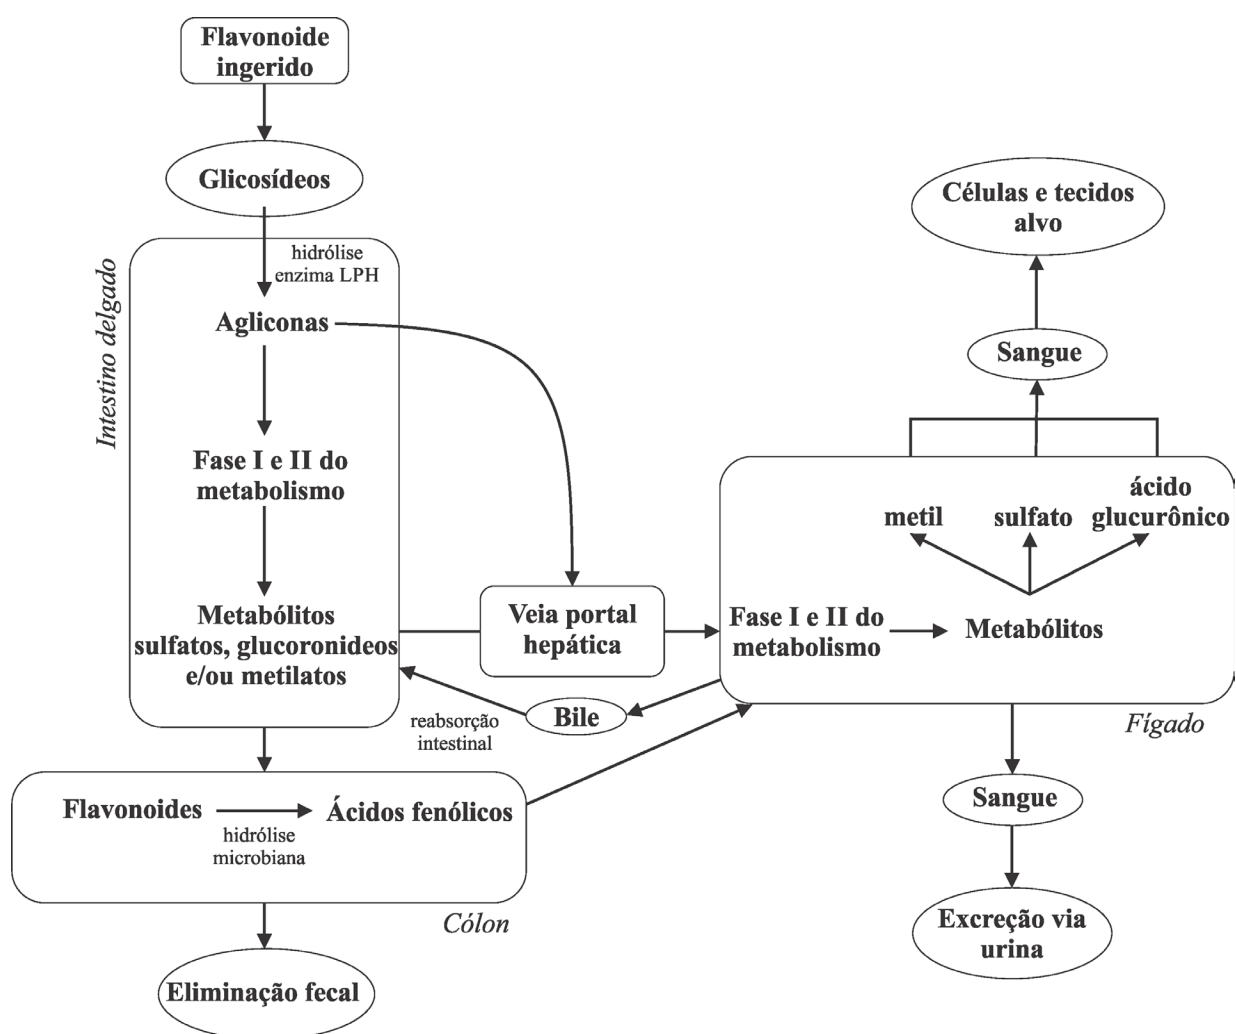 Flavonoide
ingerido
Glicosídeos
hidrólise
enzima LPH
Intestino delgado
Agliconas
Fase I e II do
metabolismo
Metabólitos
sulfatos, glucoronideos
e/ou metilatos
Veia portal
hepática
Células e tecidos
alvo
Sangue
metil
sulfato
ácido
glucurônico
Fase I e II do
metabolismo
Metabólitos
Fígado
Bile
reabsorção
intestinal
Flavonoides
hidrólise
microbiana
Ácidos fenólicos
Cólon
Eliminação fecal
Sangue
Excreção via
urina